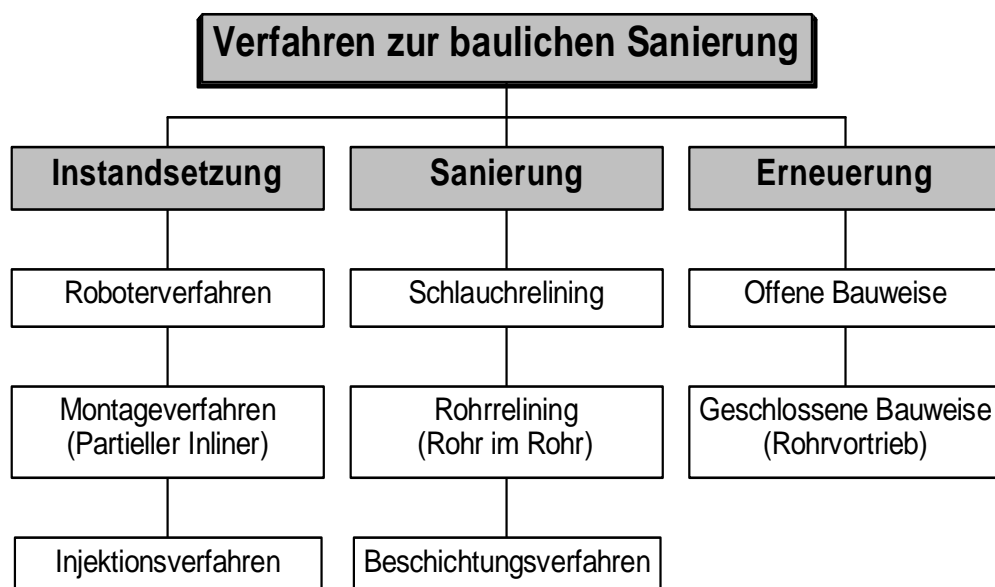 Verfahren zur baulichen Sanierung
Instandsetzung
Sanierung
Erneuerung
Roboterverfahren
Schlauchrelining
Offene Bauweise
Montageverfahren
(Partieller Inliner)
Rohrrelining
(Rohr im Rohr)
Geschlossene Bauweise
(Rohrvortrieb)
Injektionsverfahren
Beschichtungsverfahren